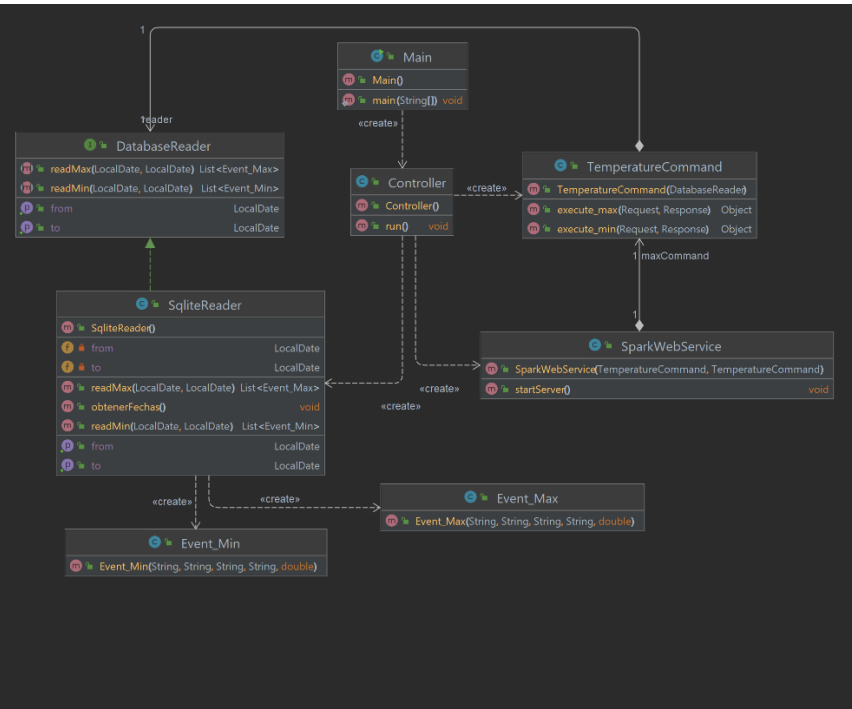 1
1
reader
Main
Main()
main(String[]) void
«create»
DatabaseReader
readMax(LocalDate, LocalDate) List<Event_Max>
readMin(LocalDate, LocalDate) List<Event_Min>
from LocalDate
to LocalDate
Controller
Controller()
run() void
«create»
TemperatureCommand
TemperatureCommand(DatabaseReader)
execute_max(Request, Response) Object
execute_min(Request, Response) Object
1 maxCommand
1
SqliteReader
SqliteReader()
from LocalDate
to LocalDate
readMax(LocalDate, LocalDate) List<Event_Max>
obtenerFechas() void
readMin(LocalDate, LocalDate) List<Event_Min>
from LocalDate
to LocalDate
SparkWebService
SparkWebService(TemperatureCommand, TemperatureCommand)
startServer() void
«create»
«create»
«create»
«create»
Event_Max
Event_Max(String, String, String, String, double)
Event_Min
Event_Min(String, String, String, String, double)